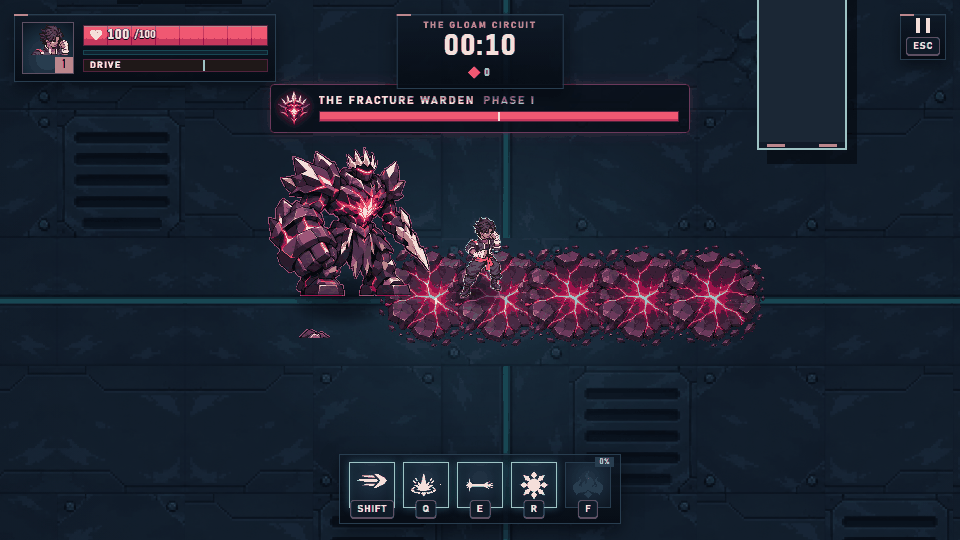 100 /100
1
DRIVE
THE GLOAM CIRCUIT
00:10
0
ESC
THE FRACTURE WARDEN PHASE I
0%
SHIFT
Q
E
R
F